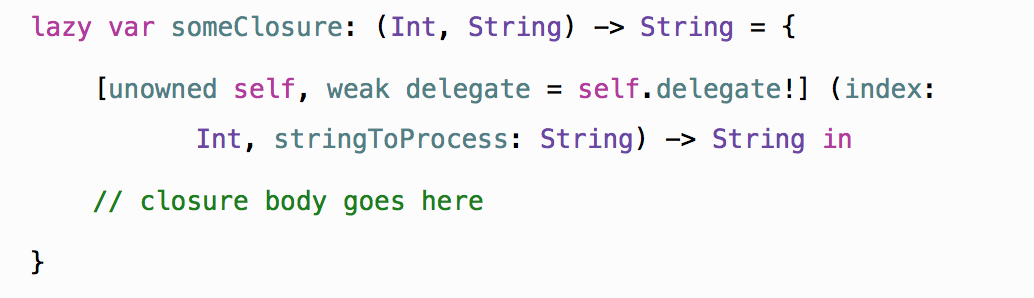 lazy var someClosure: (Int, String) -> String = {
[unowned self, weak delegate = self.delegate!] (index:
Int, stringToProcess: String) -> String in
// closure body goes here
}